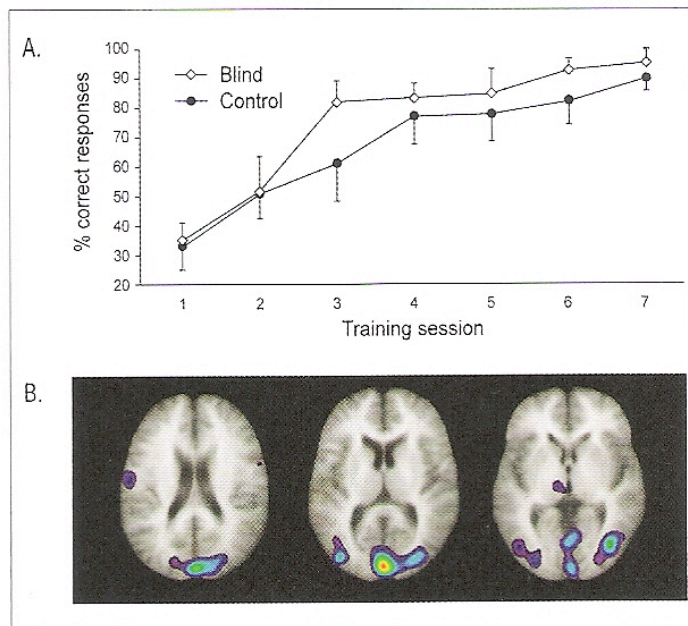 A.
100
90
80
70
60
50
40
30
20
% correct responses
Blind
Control
1 2 3 4 5 6 7
Training session
B.